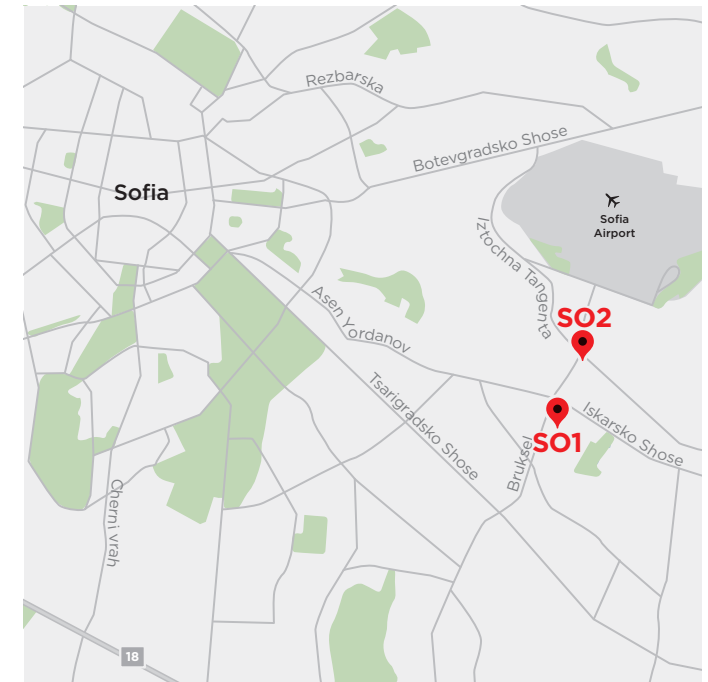 Rezbarska
Botevgradsko Shose
Sofia
Sofia
Airport
Iztochna Tangenta
Asen Yordanov
SO2
Tsarigradsko Shose
Iskarsko Shose
SO1
Bruksel
Cherni vrah
18